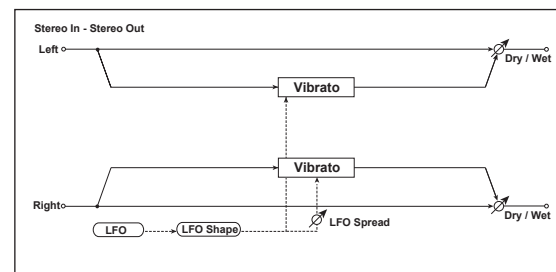 Stereo In - Stereo Out
Left
Dry / Wet
Vibrato
Vibrato
Right
LFO
LFO Shape
LFO Spread
Dry / Wet